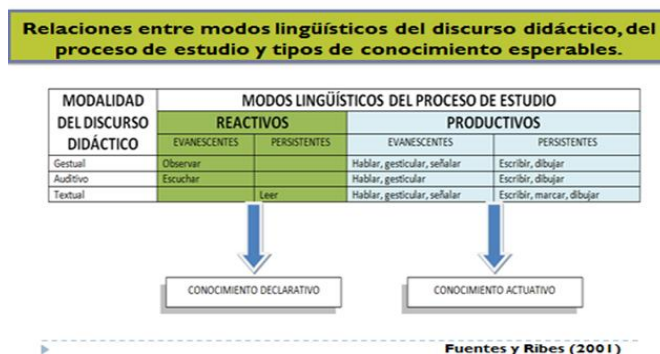 Relaciones entre modos lingüísticos del discurso didáctico, del
proceso de estudio y tipos de conocimiento esperables.
MODALIDAD DEL DISCURSO DIDÁCTICO
MODOS LINGÜÍSTICOS DEL PROCESO DE ESTUDIO
REACTIVOS PRODUCTIVOS
EVANESCENTES PERSISTENTES EVANESCENTES PERSISTENTES
Gestual Observar Hablar, gesticular, señalar Escribir, dibujar
Auditivo Escuchar Hablar, gesticular Escribir, dibujar
Textual Leer Hablar, gesticular, señalar Escribir, marcar, dibujar
CONOCIMIENTO DECLARATIVO CONOCIMIENTO ACTUATIVO
Fuentes y Ribes (2001)